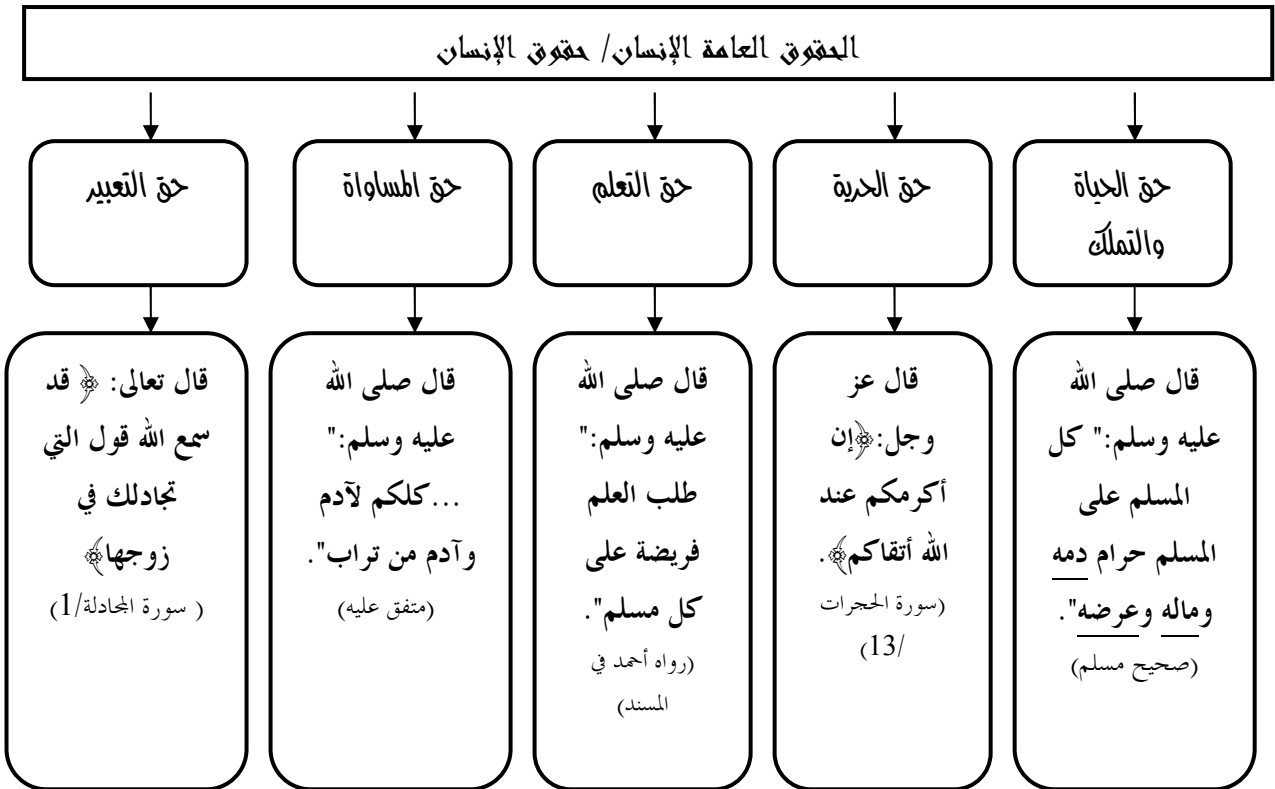 الحقوق العامة الإنسان/ حقوق الإنسان
حق الحياة
والتملك
حق الحرية
حق التعلم
حق المساواة
حق التعبير
قال صلى الله
عليه وسلم:" كل
المسلم على
المسلم حرام دمه
وماله وعرضه".
(صحيح مسلم)
قال عز
وجل:﴿إن
أكرمكم عند
الله أتقاكم﴾.
(سورة الحجرات
/13)
قال صلى الله
عليه وسلم:"
طلب العلم
فريضة على
كل مسلم".
(رواه أحمد في
المسند)
قال صلى الله
عليه وسلم:"
...كلكم لآدم
وآدم من تراب".
(متفق عليه)
قال تعالى: ﴿ قد
سمع الله قول التي
تجادلك في
زوجها﴾
( سورة المجادلة/1)